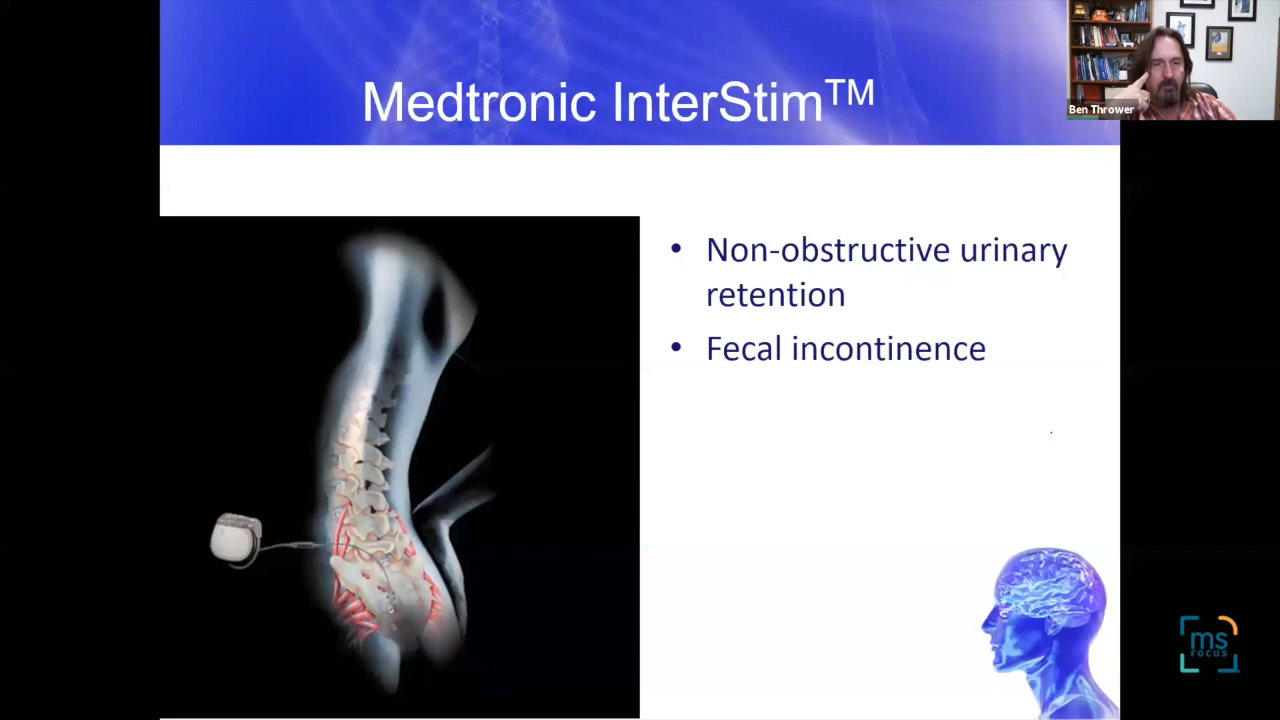 Medtronic InterStim™
Ben Thrower
• Non-obstructive urinary
retention
• Fecal incontinence
ms
FOCUS